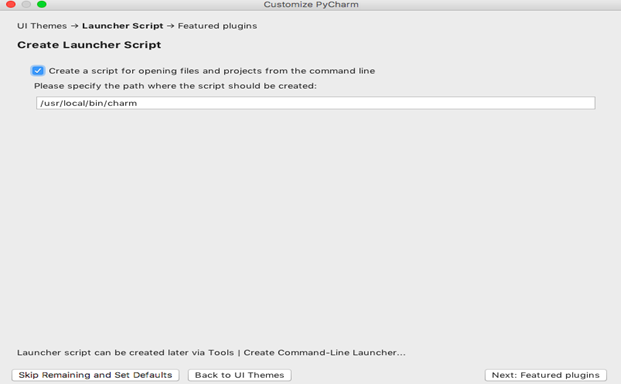 Customize PyCharm
UI Themes → Launcher Script → Featured plugins
Create Launcher Script
Create a script for opening files and projects from the command line
Please specify the path where the script should be created:
/usr/local/bin/charm
Launcher script can be created later via Tools | Create Command-Line Launcher...
Skip Remaining and Set Defaults Back to UI Themes Next: Featured plugins